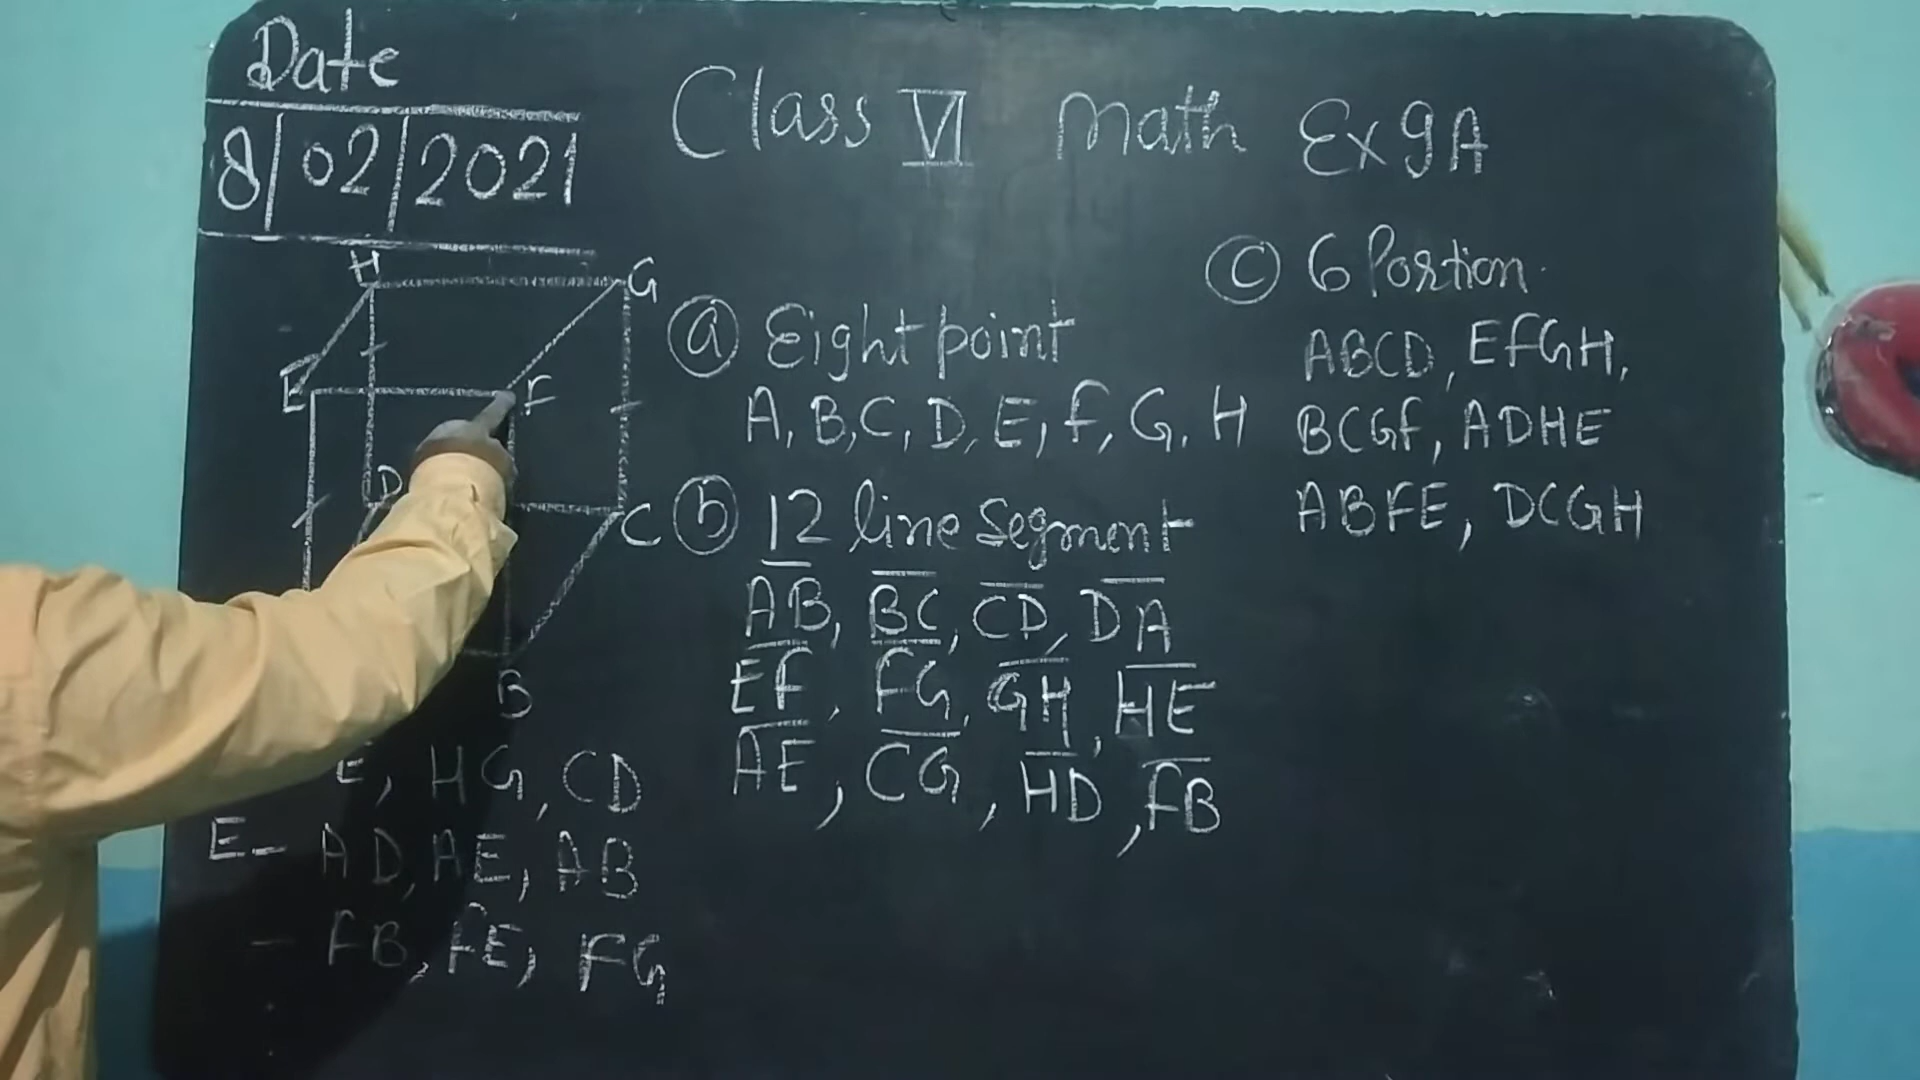 Date
8/02/2021
Class VI Math Ex 9A
H
G
E
F
D
C
B
E, HG, CD
E- AD, AE, AB
- FB, FE, FG
(a) Eight point
A, B, C, D, E, F, G, H
(b) 12 line Segment
AB, BC, CD, DA
EF, FG, GH, HE
AE, CG, HD, FB
(c) 6 Portion.
ABCD, EFGH,
BCGF, ADHE
ABFE, DCGH